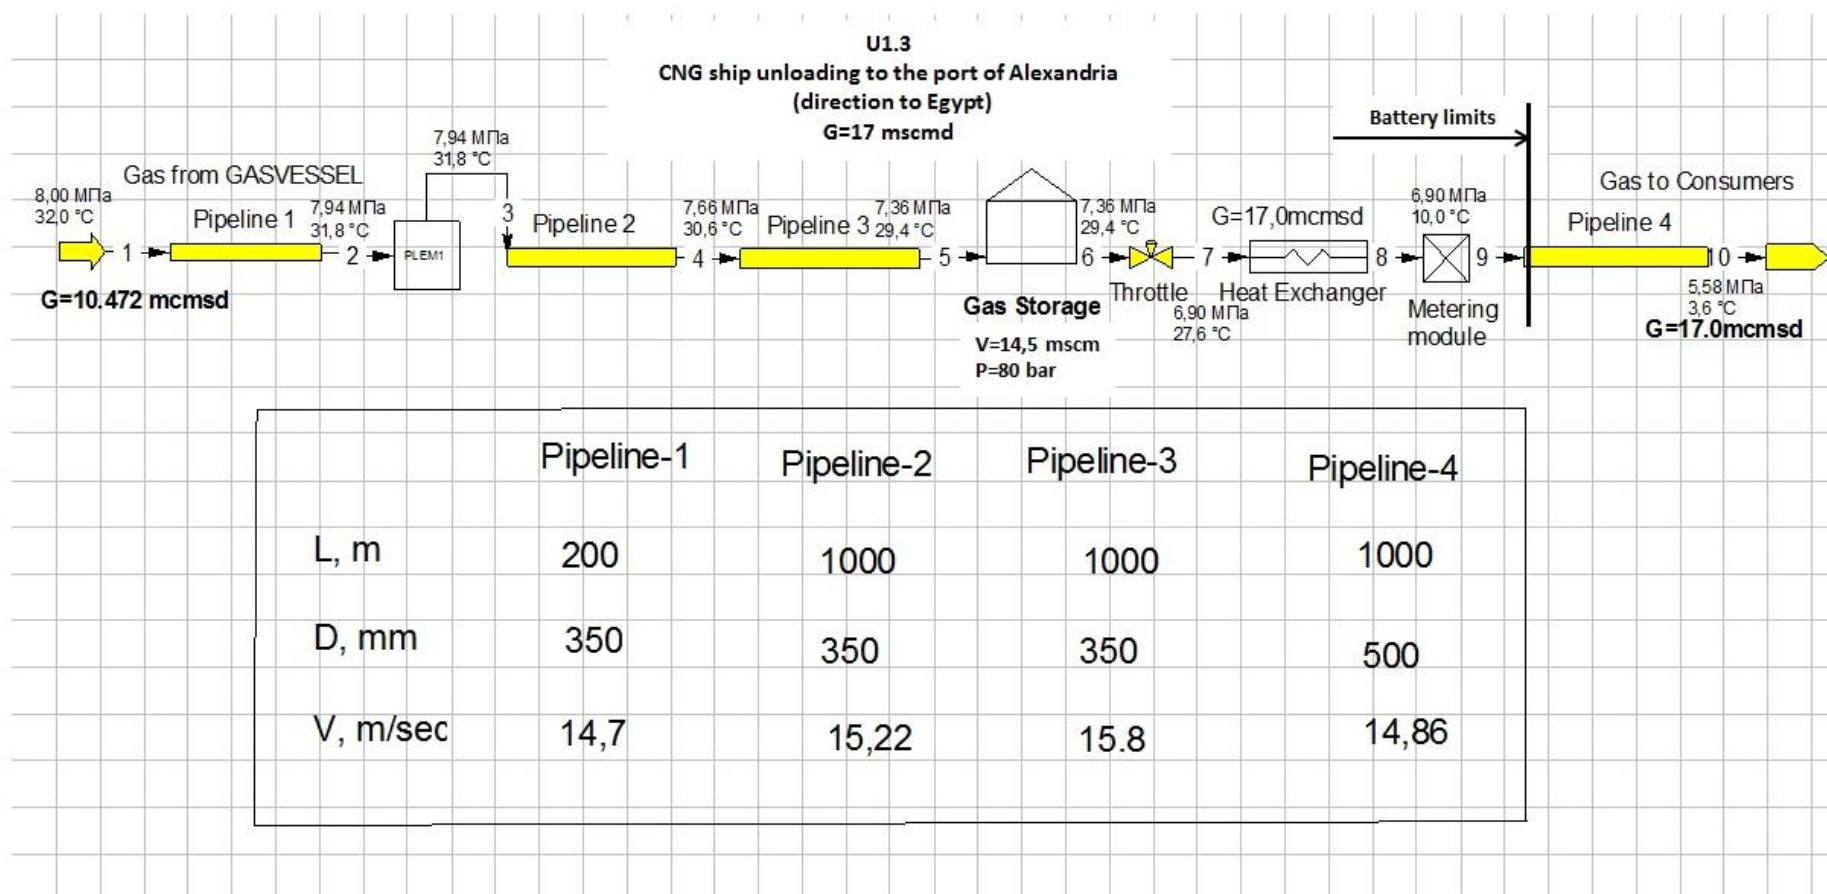 U1.3
CNG ship unloading to the port of Alexandria
(direction to Egypt)
G=17 mscmd
Battery limits
7,94 МПа
31,8 °C
Gas from GASVESSEL
8,00 МПа
32,0 °C
Pipeline 1
7,94 МПа
31,8 °C
1
2
PLEM1
3
Pipeline 2
7,66 МПа
30,6 °C
4
Pipeline 3
7,36 МПа
29,4 °C
5
7,36 МПа
29,4 °C
6
7
G=17,0mcmsd
8
6,90 МПа
10,0 °C
9
Gas to Consumers
Pipeline 4
10
G=10.472 mcmsd
Gas Storage
V=14,5 mscm
P=80 bar
Throttle
6,90 МПа
27,6 °C
Heat Exchanger
Metering
module
5,58 МПа
3,6 °C
G=17.0mcmsd
Pipeline-1 Pipeline-2 Pipeline-3 Pipeline-4
L, m 200 1000 1000 1000
D, mm 350 350 350 500
V, m/sec 14,7 15,22 15.8 14,86